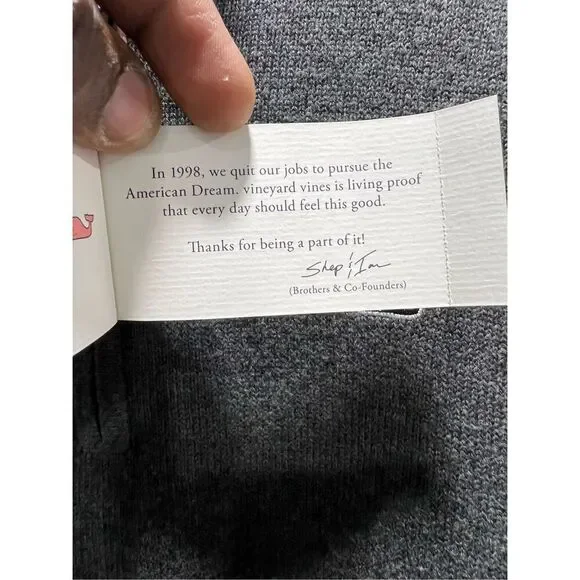 In 1998, we quit our jobs to pursue the
American Dream. vineyard vines is living proof
that every day should feel this good.
Thanks for being a part of it!
Shep & Ian
(Brothers & Co-Founders)